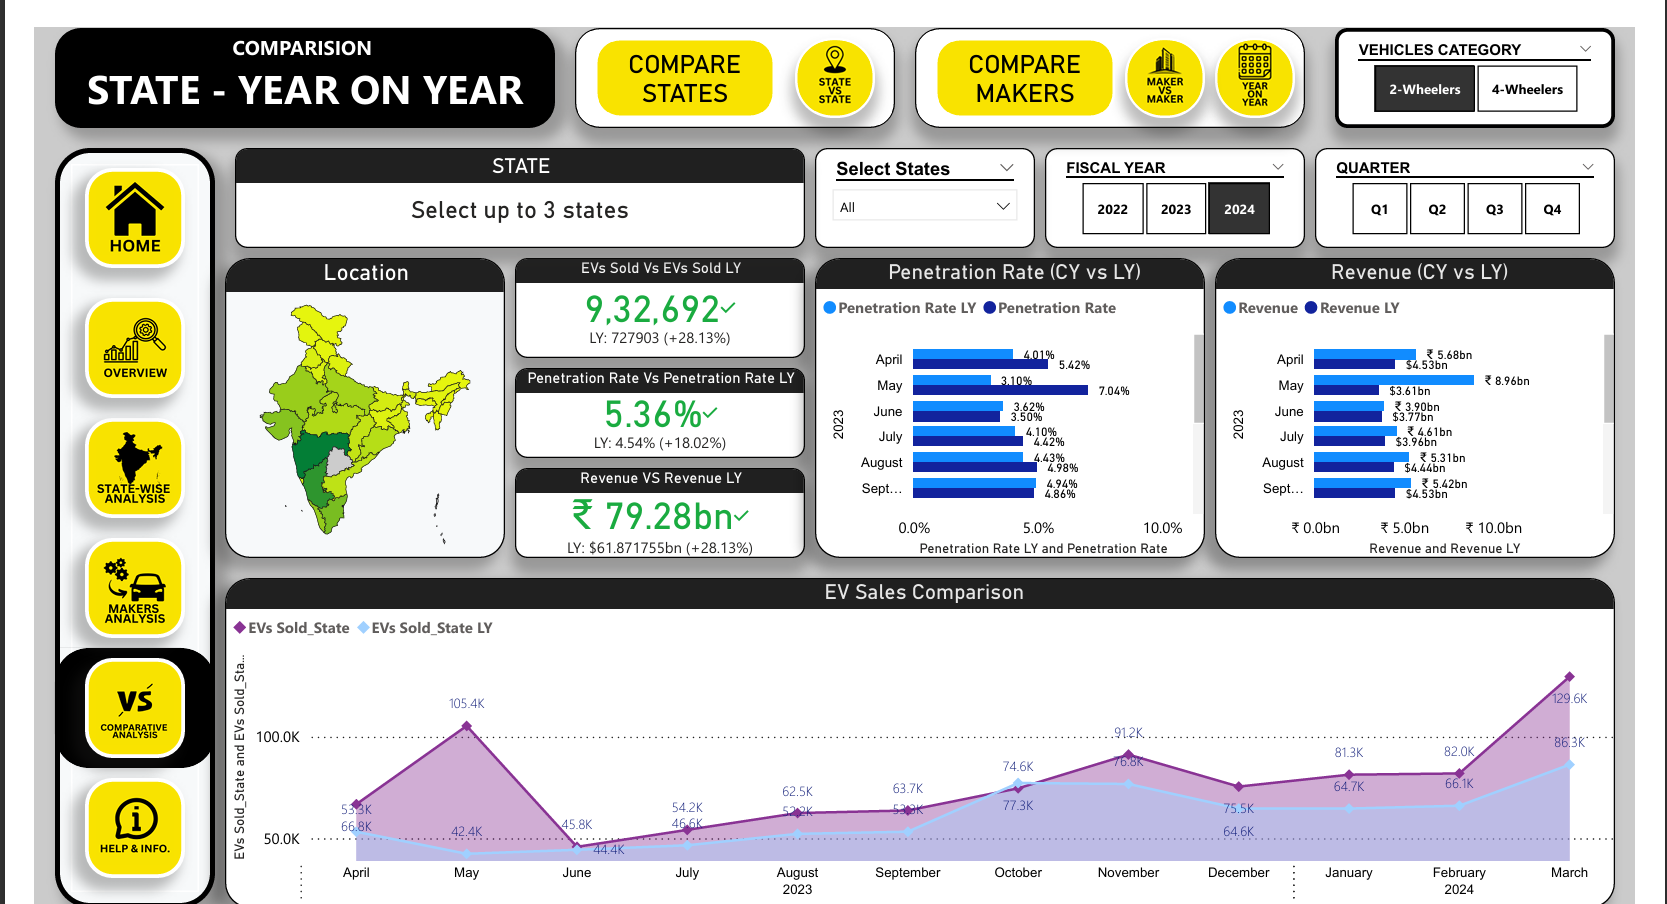 COMPARISION
STATE - YEAR ON YEAR
COMPARE
STATES
STATE
VS
STATE
COMPARE
MAKERS
MAKER
VS
MAKER
YEAR
ON
YEAR
VEHICLES CATEGORY
2-Wheelers 4-Wheelers
HOME
OVERVIEW
STATE-WISE
ANALYSIS
MAKERS
ANALYSIS
VS
COMPARATIVE
ANALYSIS
HELP & INFO.
STATE
Select up to 3 states
Select States
All
FISCAL YEAR
2022 2023 2024
QUARTER
Q1 Q2 Q3 Q4
Location
EVs Sold Vs EVs Sold LY
9,32,692
LY: 727903 (+28.13%)
Penetration Rate Vs Penetration Rate LY
5.36%
LY: 4.54% (+18.02%)
Revenue VS Revenue LY
₹ 79.28bn
LY: $61.871755bn (+28.13%)
Penetration Rate (CY vs LY)
Penetration Rate LY Penetration Rate
2023
April 4.01%
5.42%
May 3.10%
7.04%
June 3.62%
3.50%
July 4.10%
4.42%
August 4.43%
4.98%
Sept... 4.94%
4.86%
0.0% 5.0% 10.0%
Penetration Rate LY and Penetration Rate
Revenue (CY vs LY)
Revenue Revenue LY
2023
April ₹ 5.68bn
$4.53bn
May ₹ 8.96bn
$3.61bn
June ₹ 3.90bn
$3.77bn
July ₹ 4.61bn
$3.96bn
August ₹ 5.31bn
$4.44bn
Sept... ₹ 5.42bn
$4.53bn
₹ 0.0bn ₹ 5.0bn ₹ 10.0bn
Revenue and Revenue LY
EV Sales Comparison
EVs Sold_State EVs Sold_State LY
EVs Sold_State and EVs Sold_Sta...
100.0K
50.0K
53.3K
66.8K
105.4K
42.4K
45.8K
44.4K
54.2K
46.6K
62.5K
52.2K
63.7K
53.3K
74.6K
77.3K
91.2K
76.8K
75.5K
64.6K
81.3K
64.7K
82.0K
66.1K
129.6K
86.3K
April May June July August September October November December January February March
2023 2024